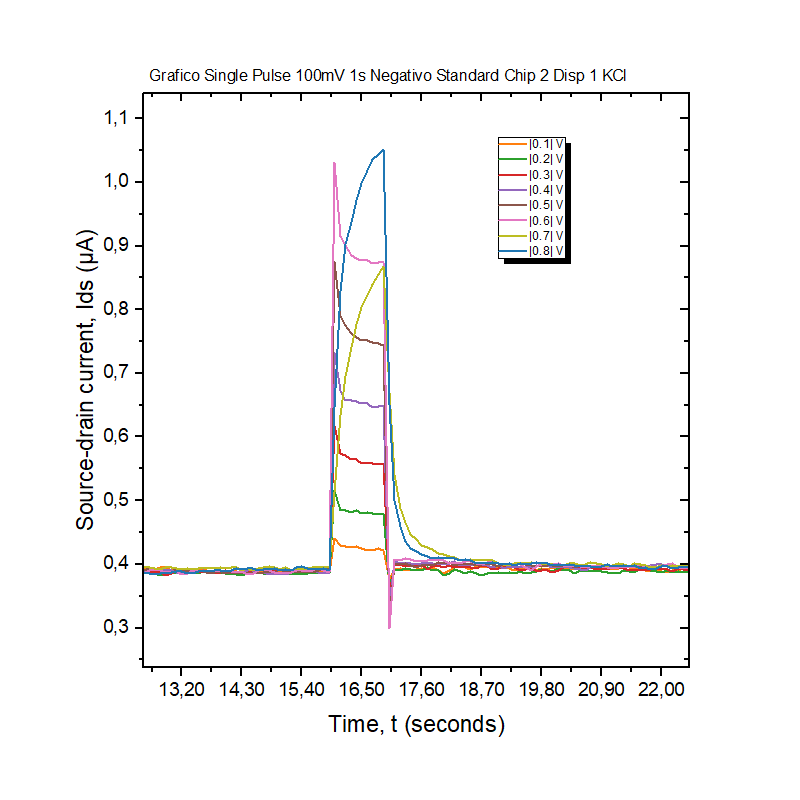 Grafico Single Pulse 100mV 1s Negativo Standard Chip 2 Disp 1 KCl
1,1
1,0
0,9
0,8
0,7
0,6
0,5
0,4
0,3
Source-drain current, Ids (µA)
|0.1| V
|0.2| V
|0.3| V
|0.4| V
|0.5| V
|0.6| V
|0.7| V
|0.8| V
13,20 14,30 15,40 16,50 17,60 18,70 19,80 20,90 22,00
Time, t (seconds)